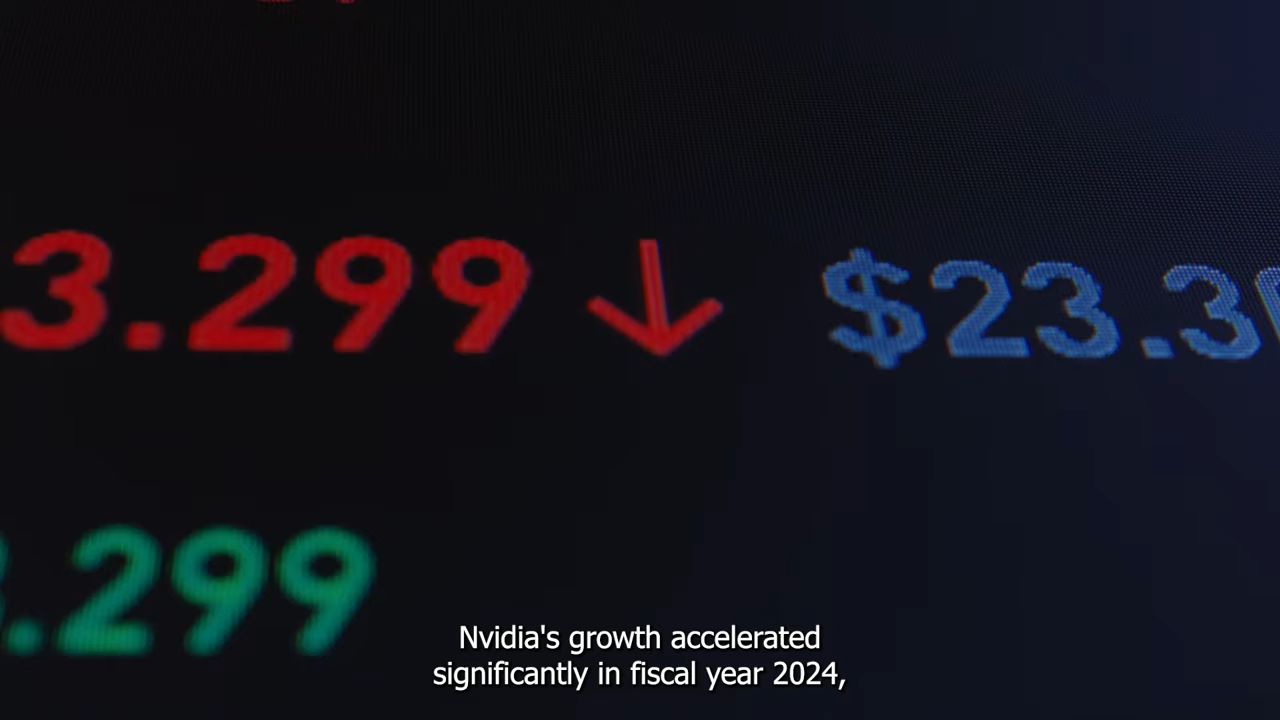 3.299 ↓ $23.3
.299
Nvidia's growth accelerated
significantly in fiscal year 2024,